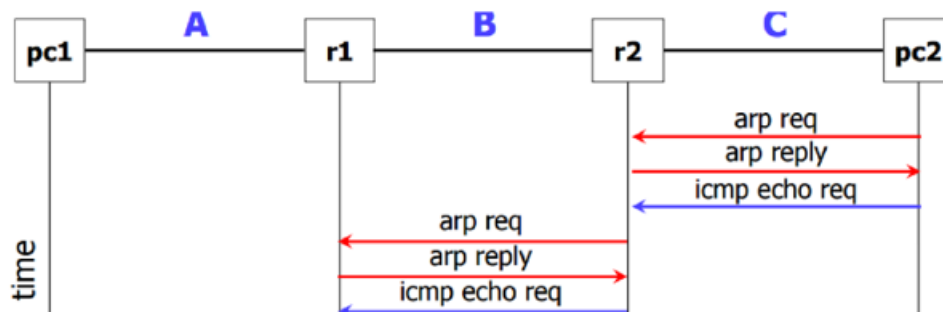 A B C
pc1 r1 r2 pc2
arp req
arp reply
icmp echo req
arp req
arp reply
icmp echo req
time